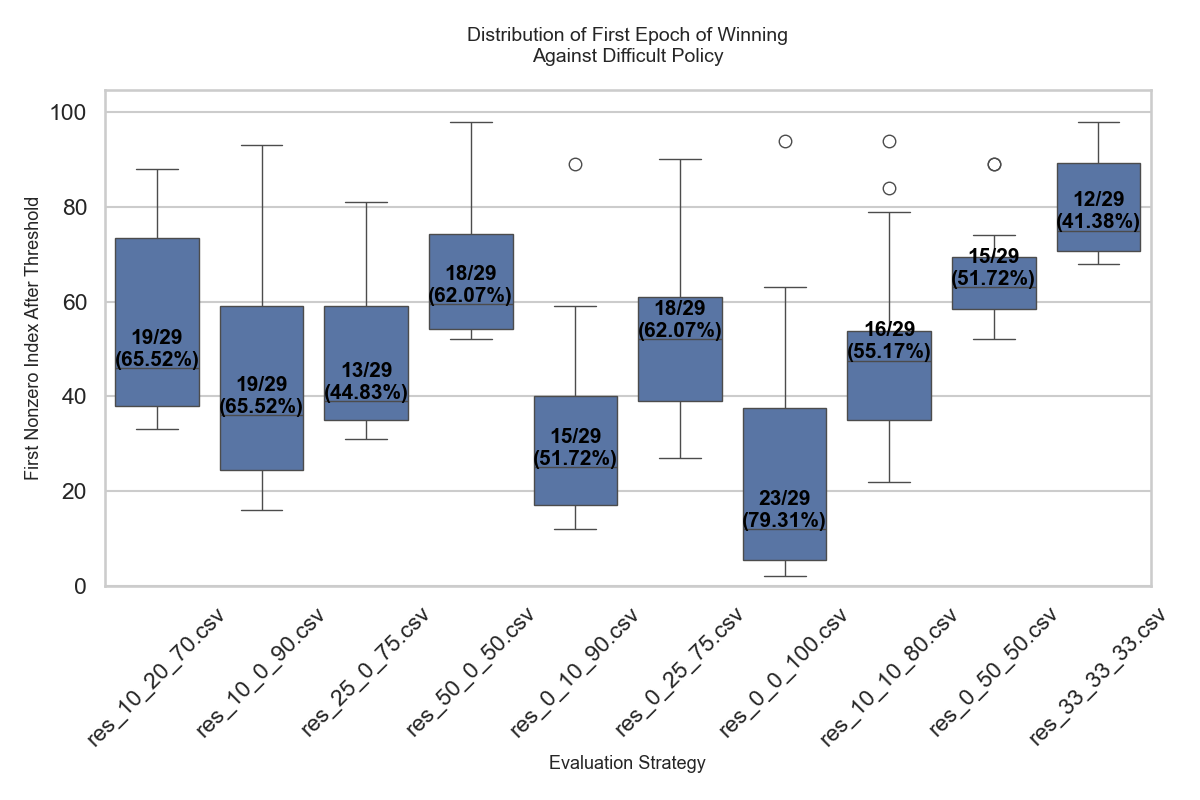 Distribution of First Epoch of Winning
Against Difficult Policy
First Nonzero Index After Threshold
100
80
60
40
20
0
19/29
(65.52%)
19/29
(65.52%)
13/29
(44.83%)
18/29
(62.07%)
15/29
(51.72%)
18/29
(62.07%)
23/29
(79.31%)
16/29
(55.17%)
15/29
(51.72%)
12/29
(41.38%)
res_10_20_70.csv
res_10_0_90.csv
res_25_0_75.csv
res_50_0_50.csv
res_0_10_90.csv
res_0_25_75.csv
res_0_0_100.csv
res_10_10_80.csv
res_0_50_50.csv
res_33_33_33.csv
Evaluation Strategy